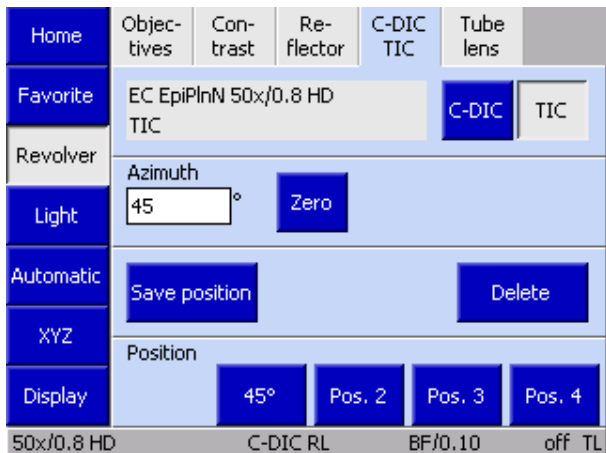 Home
Objec-
tives
Con-
trast
Re-
flector
C-DIC
TIC
Tube
lens
Favorite
EC EpiPlnN 50x/0.8 HD
TIC
C-DIC
TIC
Revolver
Azimuth
45 °
Zero
Light
Automatic
Save position
Delete
XYZ
Position
Display
45°
Pos. 2
Pos. 3
Pos. 4
50x/0.8 HD
C-DIC RL
BF/0.10
off TL